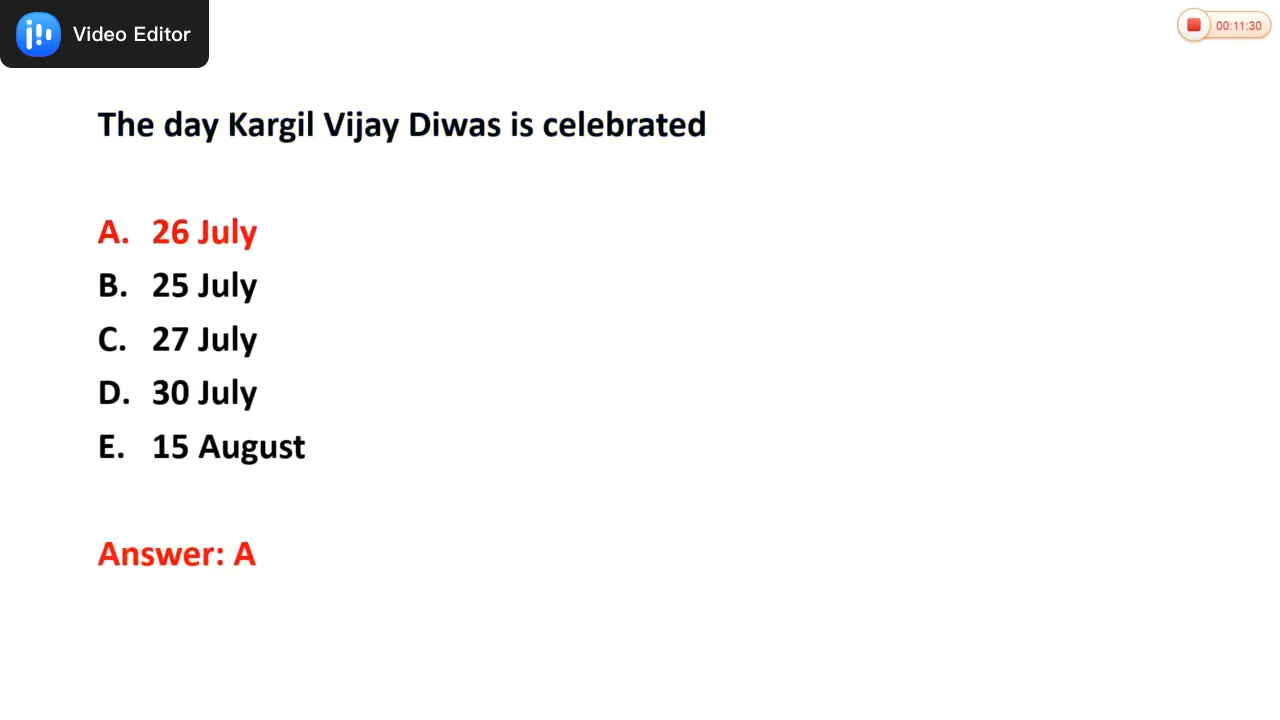 Video Editor
00:11:30
The day Kargil Vijay Diwas is celebrated
A. 26 July
B. 25 July
C. 27 July
D. 30 July
E. 15 August
Answer: A